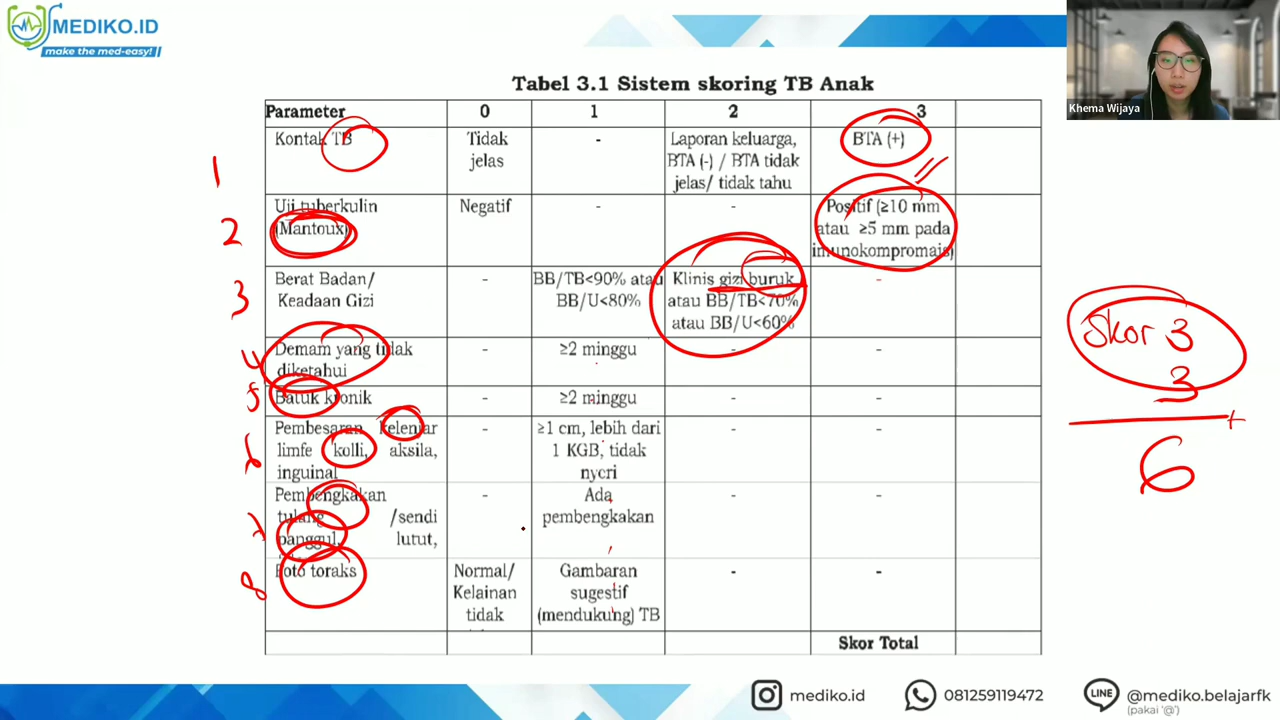 MEDIKO.ID
make the med-easy!
Khema Wijaya
Tabel 3.1 Sistem skoring TB Anak
Parameter 0 1 2 3
1
Kontak TB
Tidak
jelas
-
Laporan keluarga,
BTA (-) / BTA tidak
jelas/ tidak tahu
BTA (+)
2
Uji tuberkulin
(Mantoux)
Negatif
-
-
Positif (≥10 mm
atau ≥5 mm pada
imunokompromais)
3
Berat Badan/
Keadaan Gizi
-
BB/TB<90% atau
BB/U<80%
Klinis gizi buruk
atau BB/TB<70%
atau BB/U<60%
-
4
Demam yang tidak
diketahui
-
≥2 minggu
-
-
5
Batuk kronik
-
≥2 minggu
-
-
6
Pembesaran kelenjar
limfe kolli, aksila,
inguinal
-
≥1 cm, lebih dari
1 KGB, tidak
nyeri
-
-
7
Pembengkakan
tulang /sendi
panggul, lutut,
-
Ada
pembengkakan
-
-
8
Foto toraks
Normal/
Kelainan
tidak
Gambaran
sugestif
(mendukung) TB
-
-
Skor Total
Skor 3
3
+
6
mediko.id
081259119472
LINE
@mediko.belajarfk
(pakai '@')